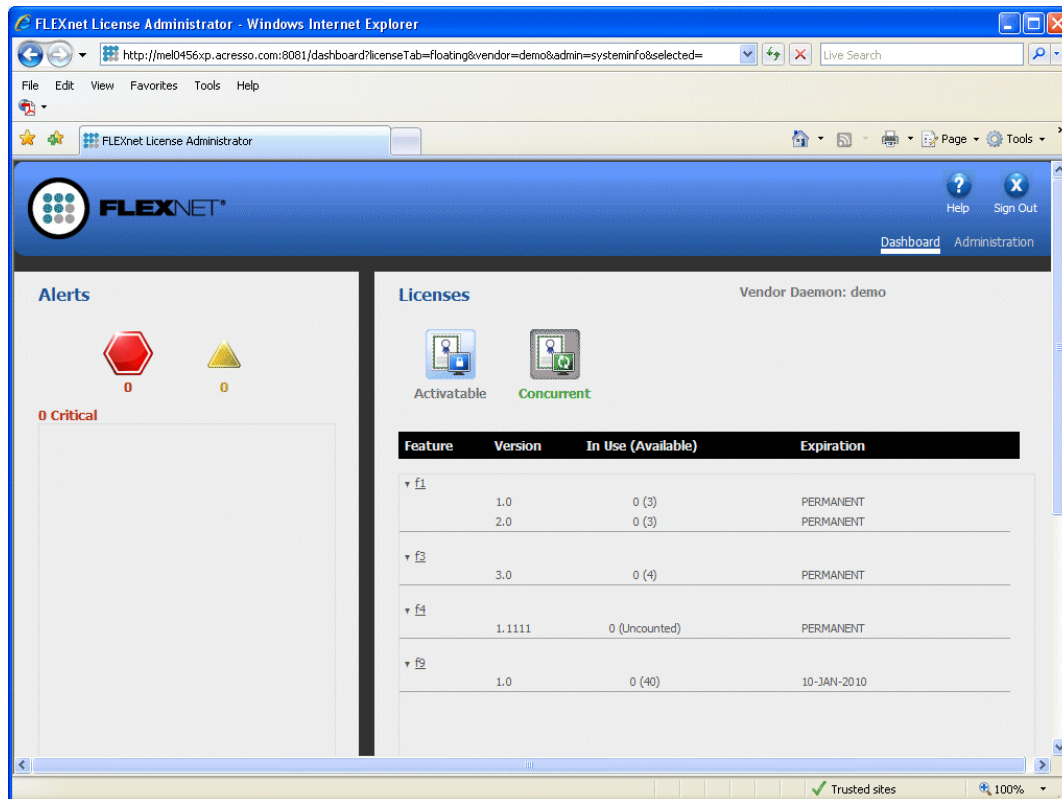 FLEXnet License Administrator - Windows Internet Explorer
http://mel0456xp.acresso.com:8081/dashboard?licenseTab=floating&vendor=demo&admin=systeminfo&selected=
Live Search
File Edit View Favorites Tools Help
FLEXnet License Administrator
Page Tools
FLEXNET
Help Sign Out
Dashboard Administration
Alerts
0 0
0 Critical
Licenses
Vendor Daemon: demo
Activatable Concurrent
Feature Version In Use (Available) Expiration
f1
1.0 0 (3) PERMANENT
2.0 0 (3) PERMANENT
f3
3.0 0 (4) PERMANENT
f4
1.1111 0 (Uncounted) PERMANENT
f9
1.0 0 (40) 10-JAN-2010
Trusted sites
100%